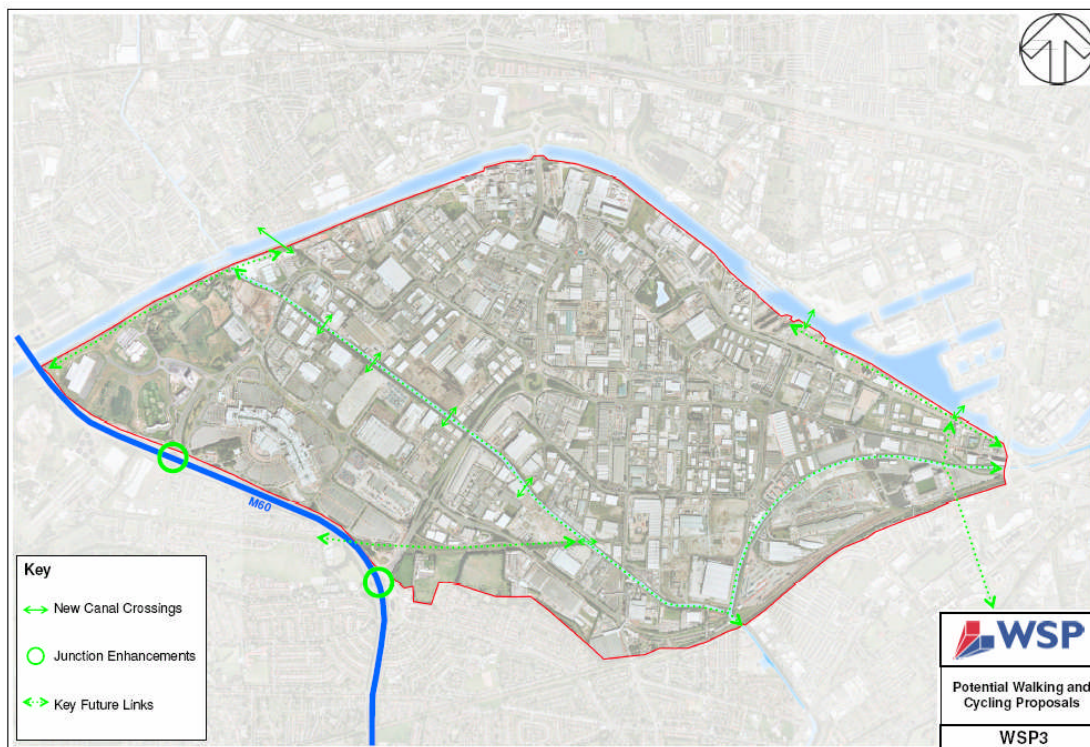 M60
Key
New Canal Crossings
Junction Enhancements
Key Future Links
WSP
Potential Walking and
Cycling Proposals
WSP3